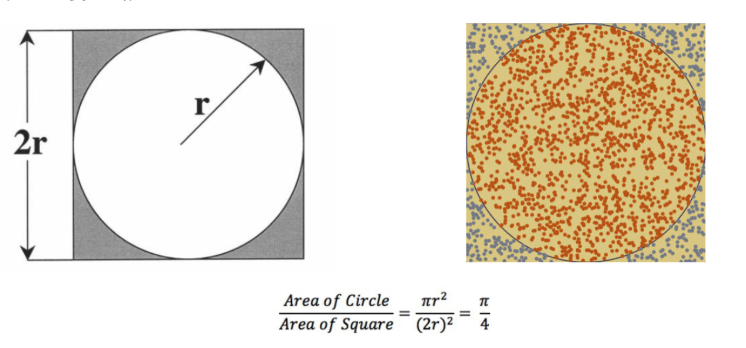 2r
r
Area of Circle / Area of Square = πr² / (2r)² = π / 4